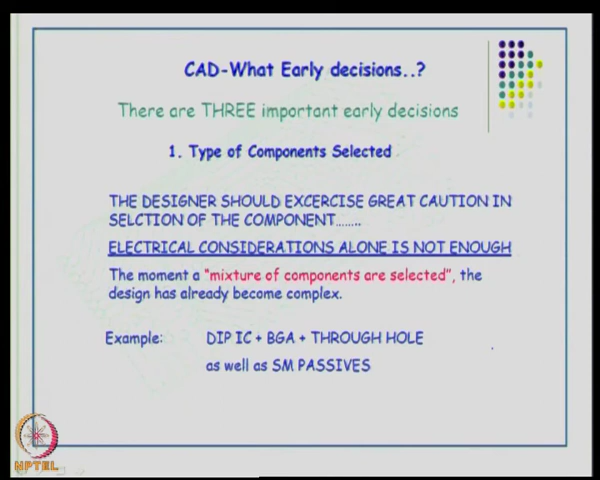 CAD-What Early decisions..?
There are THREE important early decisions
1. Type of Components Selected
THE DESIGNER SHOULD EXCERCISE GREAT CAUTION IN
SELCTION OF THE COMPONENT........
ELECTRICAL CONSIDERATIONS ALONE IS NOT ENOUGH
The moment a "mixture of components are selected", the
design has already become complex.
Example: DIP IC + BGA + THROUGH HOLE
as well as SM PASSIVES
NPTEL